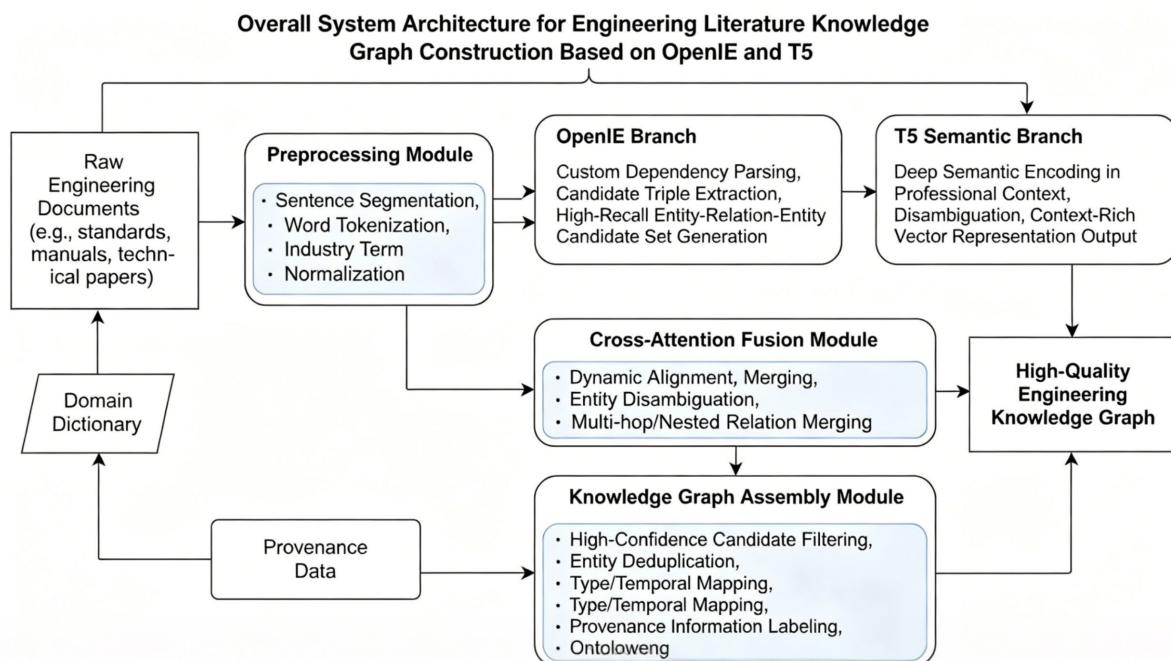 Overall System Architecture for Engineering Literature Knowledge
Graph Construction Based on OpenIE and T5
Raw
Engineering
Documents
(e.g., standards,
manuals, techn-
ical papers)
Preprocessing Module
· Sentence Segmentation,
· Word Tokenization,
· Industry Term
· Normalization
OpenIE Branch
Custom Dependency Parsing,
Candidate Triple Extraction,
High-Recall Entity-Relation-Entity
Candidate Set Generation
T5 Semantic Branch
Deep Semantic Encoding in
Professional Context,
Disambiguation, Context-Rich
Vector Representation Output
Domain
Dictionary
Cross-Attention Fusion Module
· Dynamic Alignment, Merging,
· Entity Disambiguation,
· Multi-hop/Nested Relation Merging
High-Quality
Engineering
Knowledge Graph
Provenance
Data
Knowledge Graph Assembly Module
· High-Confidence Candidate Filtering,
· Entity Deduplication,
· Type/Temporal Mapping,
· Type/Temporal Mapping,
· Provenance Information Labeling,
· Ontoloweng